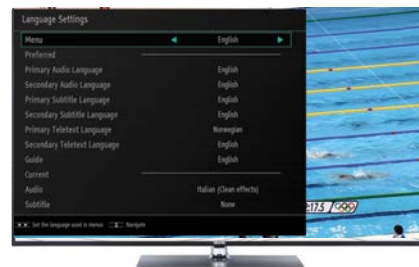 Language Settings
Menu English
Preferred
Primary Audio Language English
Secondary Audio Language English
Primary Subtitle Language English
Secondary Subtitle Language English
Primary Teletext Language Norwegian
Secondary Teletext Language English
Guide English
Current
Audio Italian (Clean effects)
Subtitle None
Set the language used in menus Navigate
17.5